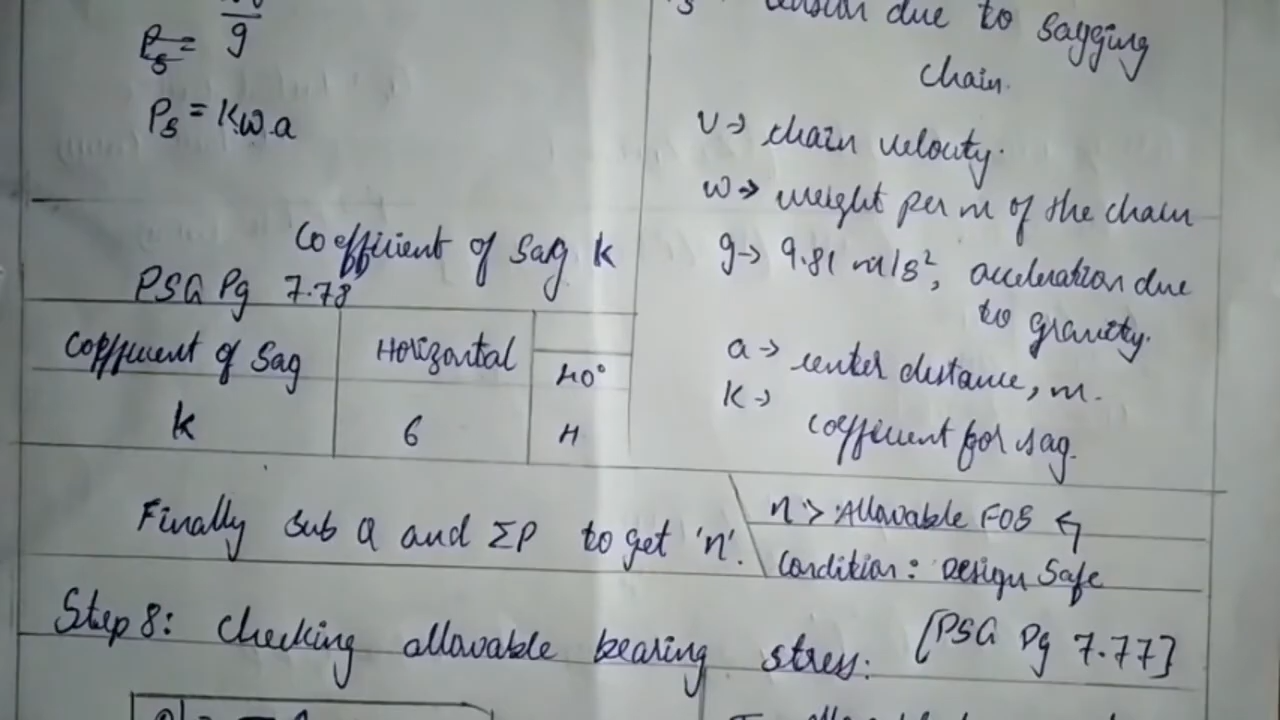 g
Ps =
Ps = kw.a
due to sagging
chain.
v → chain velocity.
w → weight per m of the chain
g → 9.81 m/s², acceleration due
to gravity.
a → center distance, m.
k →
coefficient for sag.
Coefficient of Sag k
PSG Pg 7.78
Coefficient of Sag Horizontal 40°
k 6 4
Finally sub Q and ΣP to get 'n'.
n > Allowable FOS
Condition: Design Safe
Step 8: Checking allowable bearing stress: [PSG Pg 7.77]